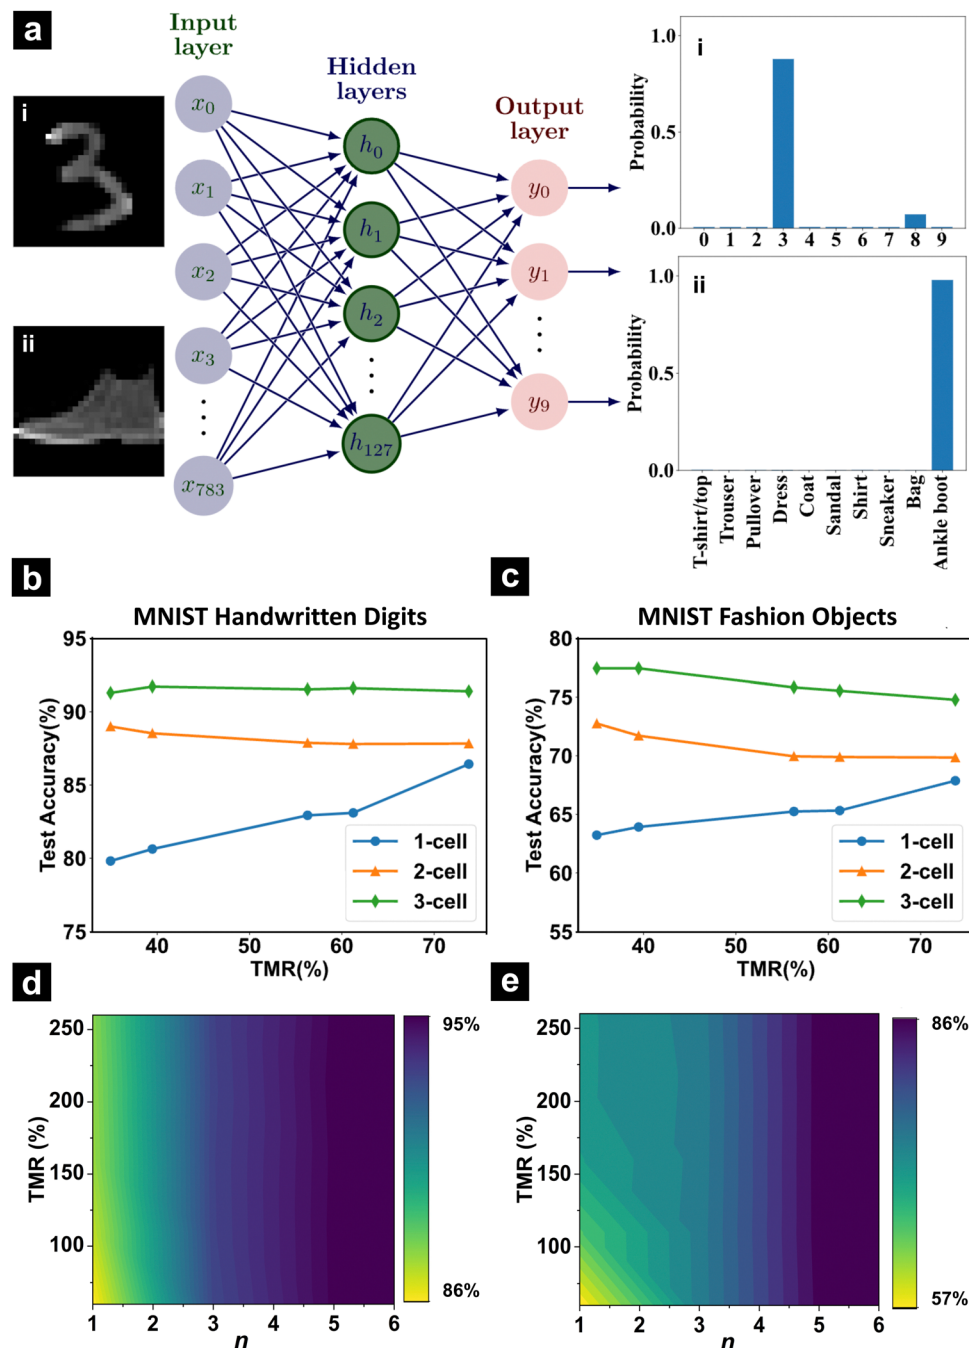 a
Input
layer
Hidden
layers
Output
layer
i
x0
x1
x2
x3
x783
h0
h1
h2
h127
y0
y1
y9
ii
i
Probability
1.0
0.5
0.0
0 1 2 3 4 5 6 7 8 9
ii
Probability
1.0
0.5
0.0
T-shirt/top
Trouser
Pullover
Dress
Coat
Sandal
Shirt
Sneaker
Bag
Ankle boot
b
MNIST Handwritten Digits
Test Accuracy(%)
95
90
85
80
75
40 50 60 70
TMR(%)
1-cell
2-cell
3-cell
c
MNIST Fashion Objects
Test Accuracy(%)
80
75
70
65
60
55
40 50 60 70
TMR(%)
1-cell
2-cell
3-cell
d
TMR (%)
250
200
150
100
1 2 3 4 5 6
n
95%
86%
e
TMR (%)
250
200
150
100
1 2 3 4 5 6
n
86%
57%